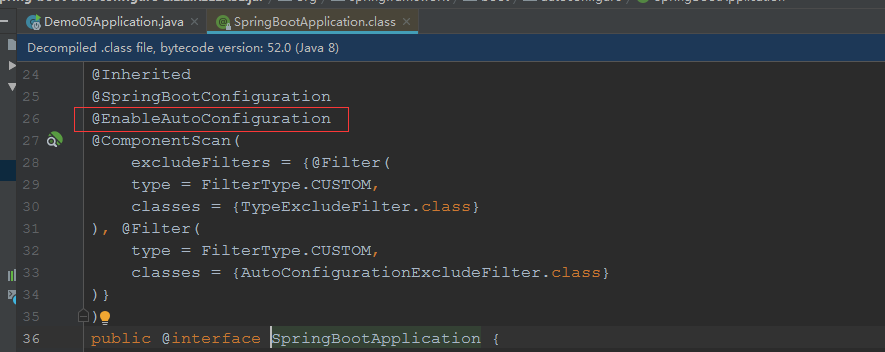 Demo05Application.java × SpringBootApplication.class ×
Decompiled .class file, bytecode version: 52.0 (Java 8)
24 @Inherited
25 @SpringBootConfiguration
26 @EnableAutoConfiguration
27 @ComponentScan(
28 excludeFilters = {@Filter(
29 type = FilterType.CUSTOM,
30 classes = {TypeExcludeFilter.class}
31 ), @Filter(
32 type = FilterType.CUSTOM,
33 classes = {AutoConfigurationExcludeFilter.class}
34 )}
35 )
36 public @interface SpringBootApplication {